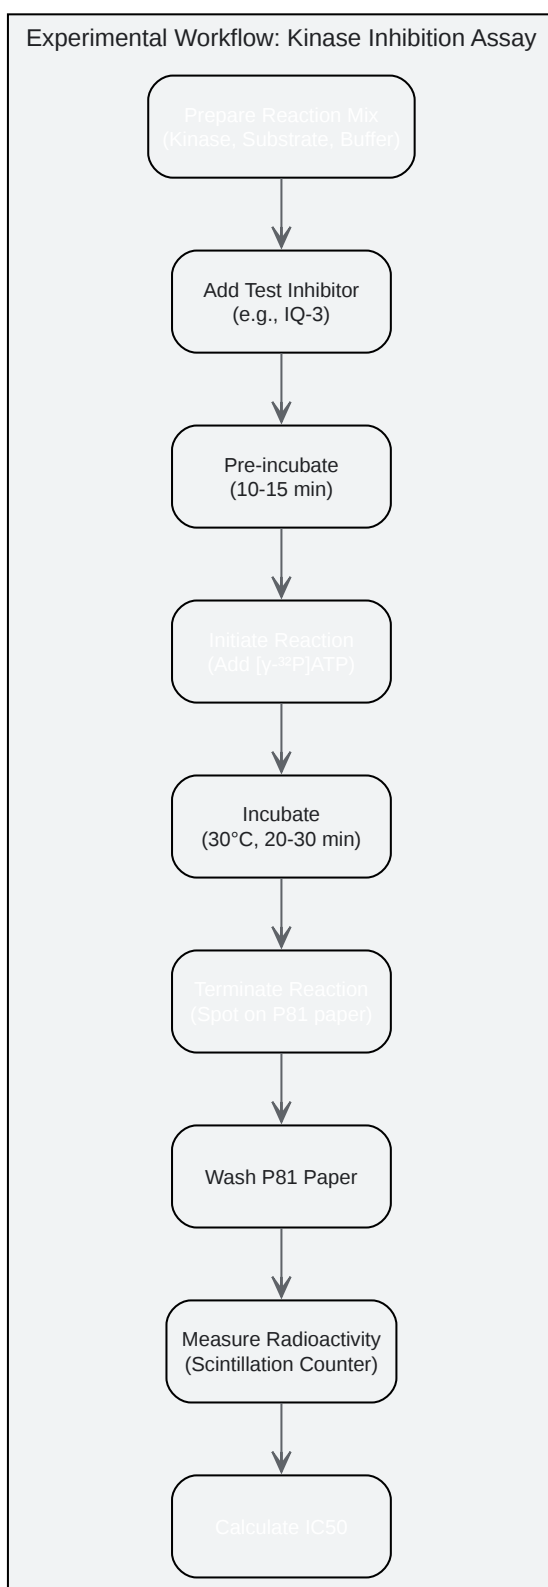 Experimental Workflow: Kinase Inhibition Assay
Prepare Reaction Mix
(Kinase, Substrate, Buffer)
Add Test Inhibitor
(e.g., IQ-3)
Pre-incubate
(10-15 min)
Initiate Reaction
(Add [γ-³²P]ATP)
Incubate
(30°C, 20-30 min)
Terminate Reaction
(Spot on P81 paper)
Wash P81 Paper
Measure Radioactivity
(Scintillation Counter)
Calculate IC50